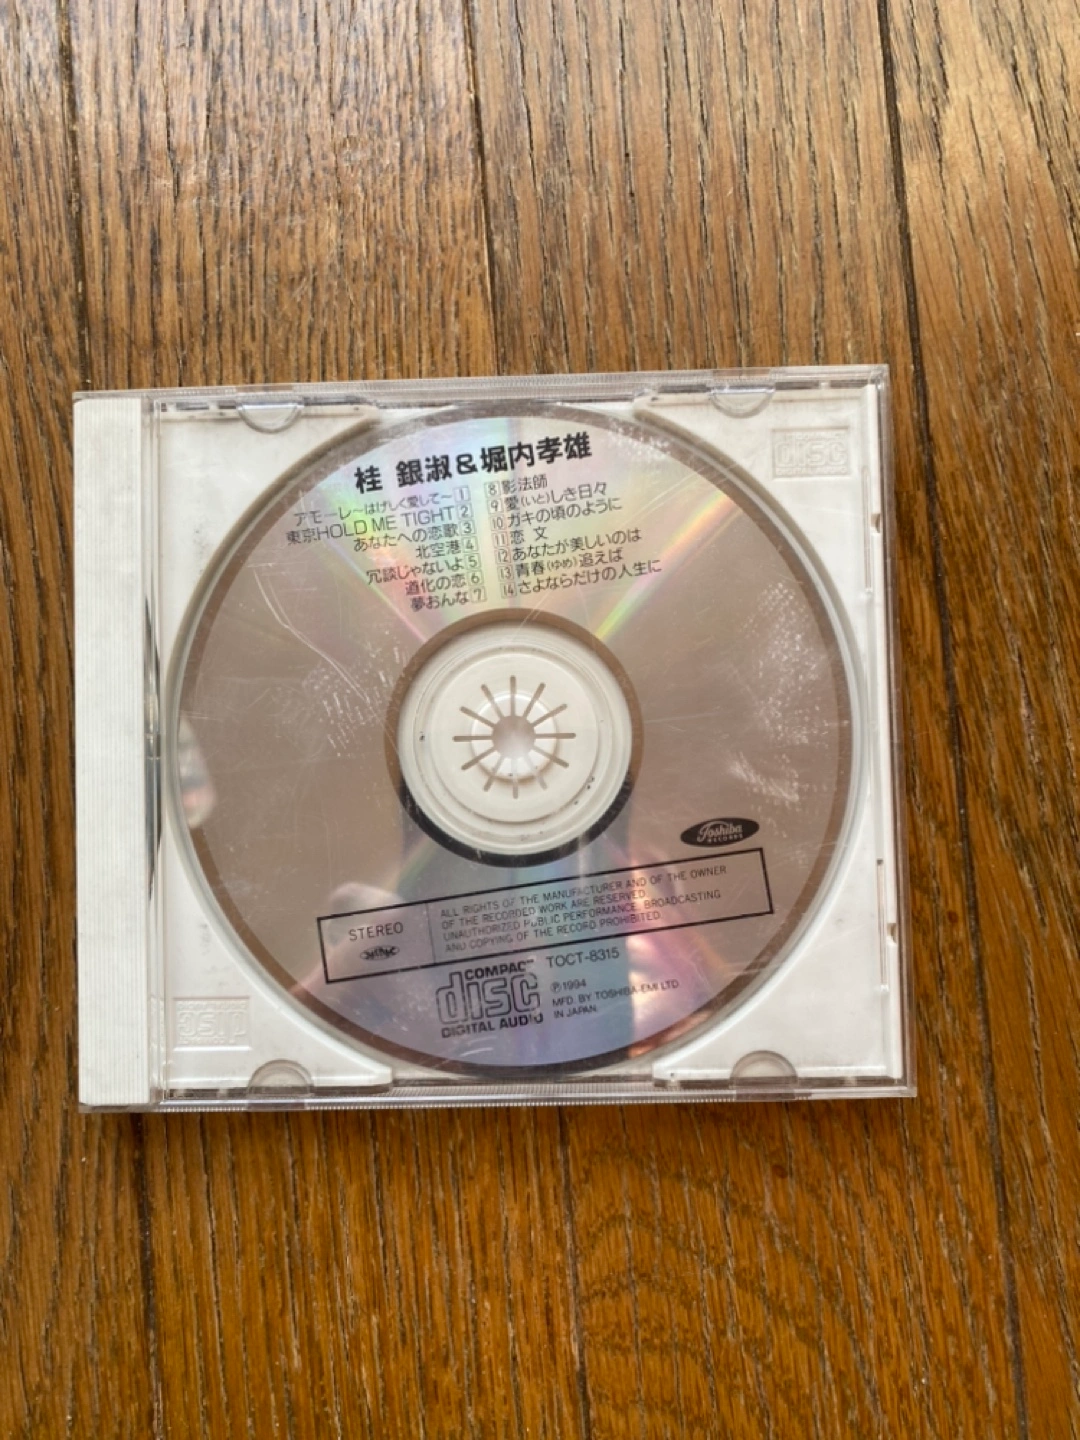 桂 銀淑&堀内孝雄
アモーレ~はげしく愛して~ 1
東京HOLD ME TIGHT 2
あなたへの恋歌 3
北空港 4
冗談じゃないよ 5
道化の恋 6
夢おんな 7
8 影法師
9 愛(いと)しき日々
10 ガキの頃のように
11 恋 文
12 あなたが美しいのは
13 青春(ゆめ)追えば
14 さよならだけの人生に
Toshiba
RECORDS
STEREO
ALL RIGHTS OF THE MANUFACTURER AND OF THE OWNER
OF THE RECORDED WORK ARE RESERVED.
UNAUTHORIZED PUBLIC PERFORMANCE, BROADCASTING
AND COPYING OF THE RECORD PROHIBITED.
COMPACT
disc
DIGITAL AUDIO
TOCT-8315
℗1994
MFD. BY TOSHIBA-EMI LTD.
IN JAPAN.